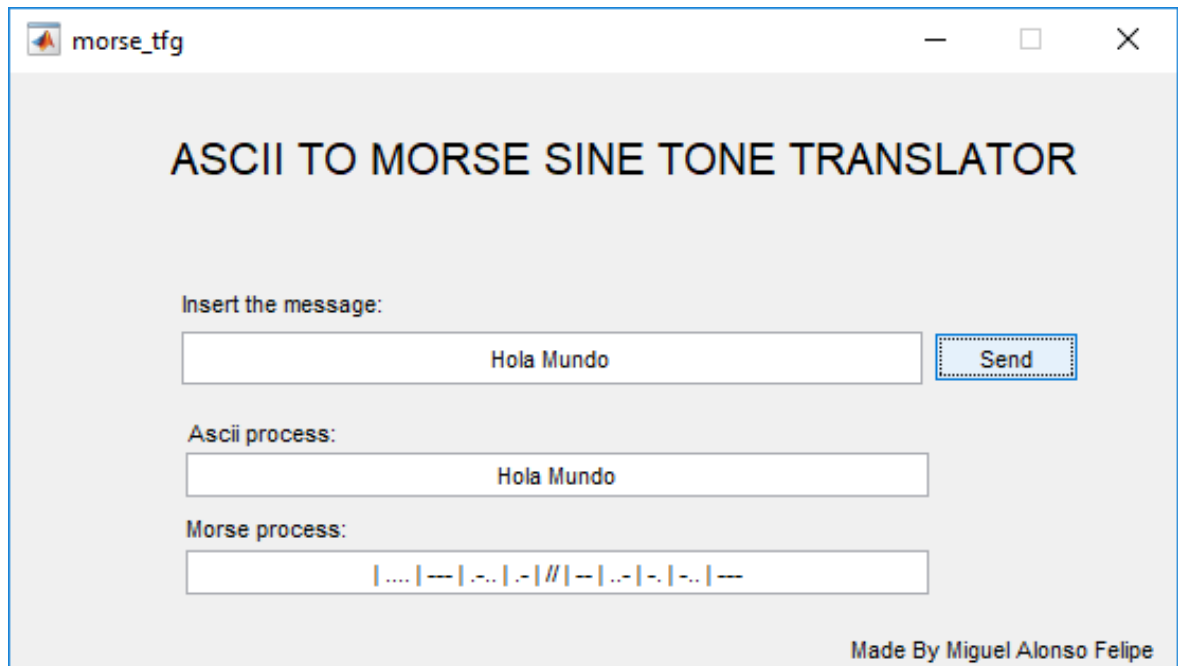 morse_tfg
ASCII TO MORSE SINE TONE TRANSLATOR
Insert the message:
Hola Mundo Send
Ascii process:
Hola Mundo
Morse process:
| .... | --- | .-.. | .- | // | -- | ..- | -. | -.. | ---
Made By Miguel Alonso Felipe